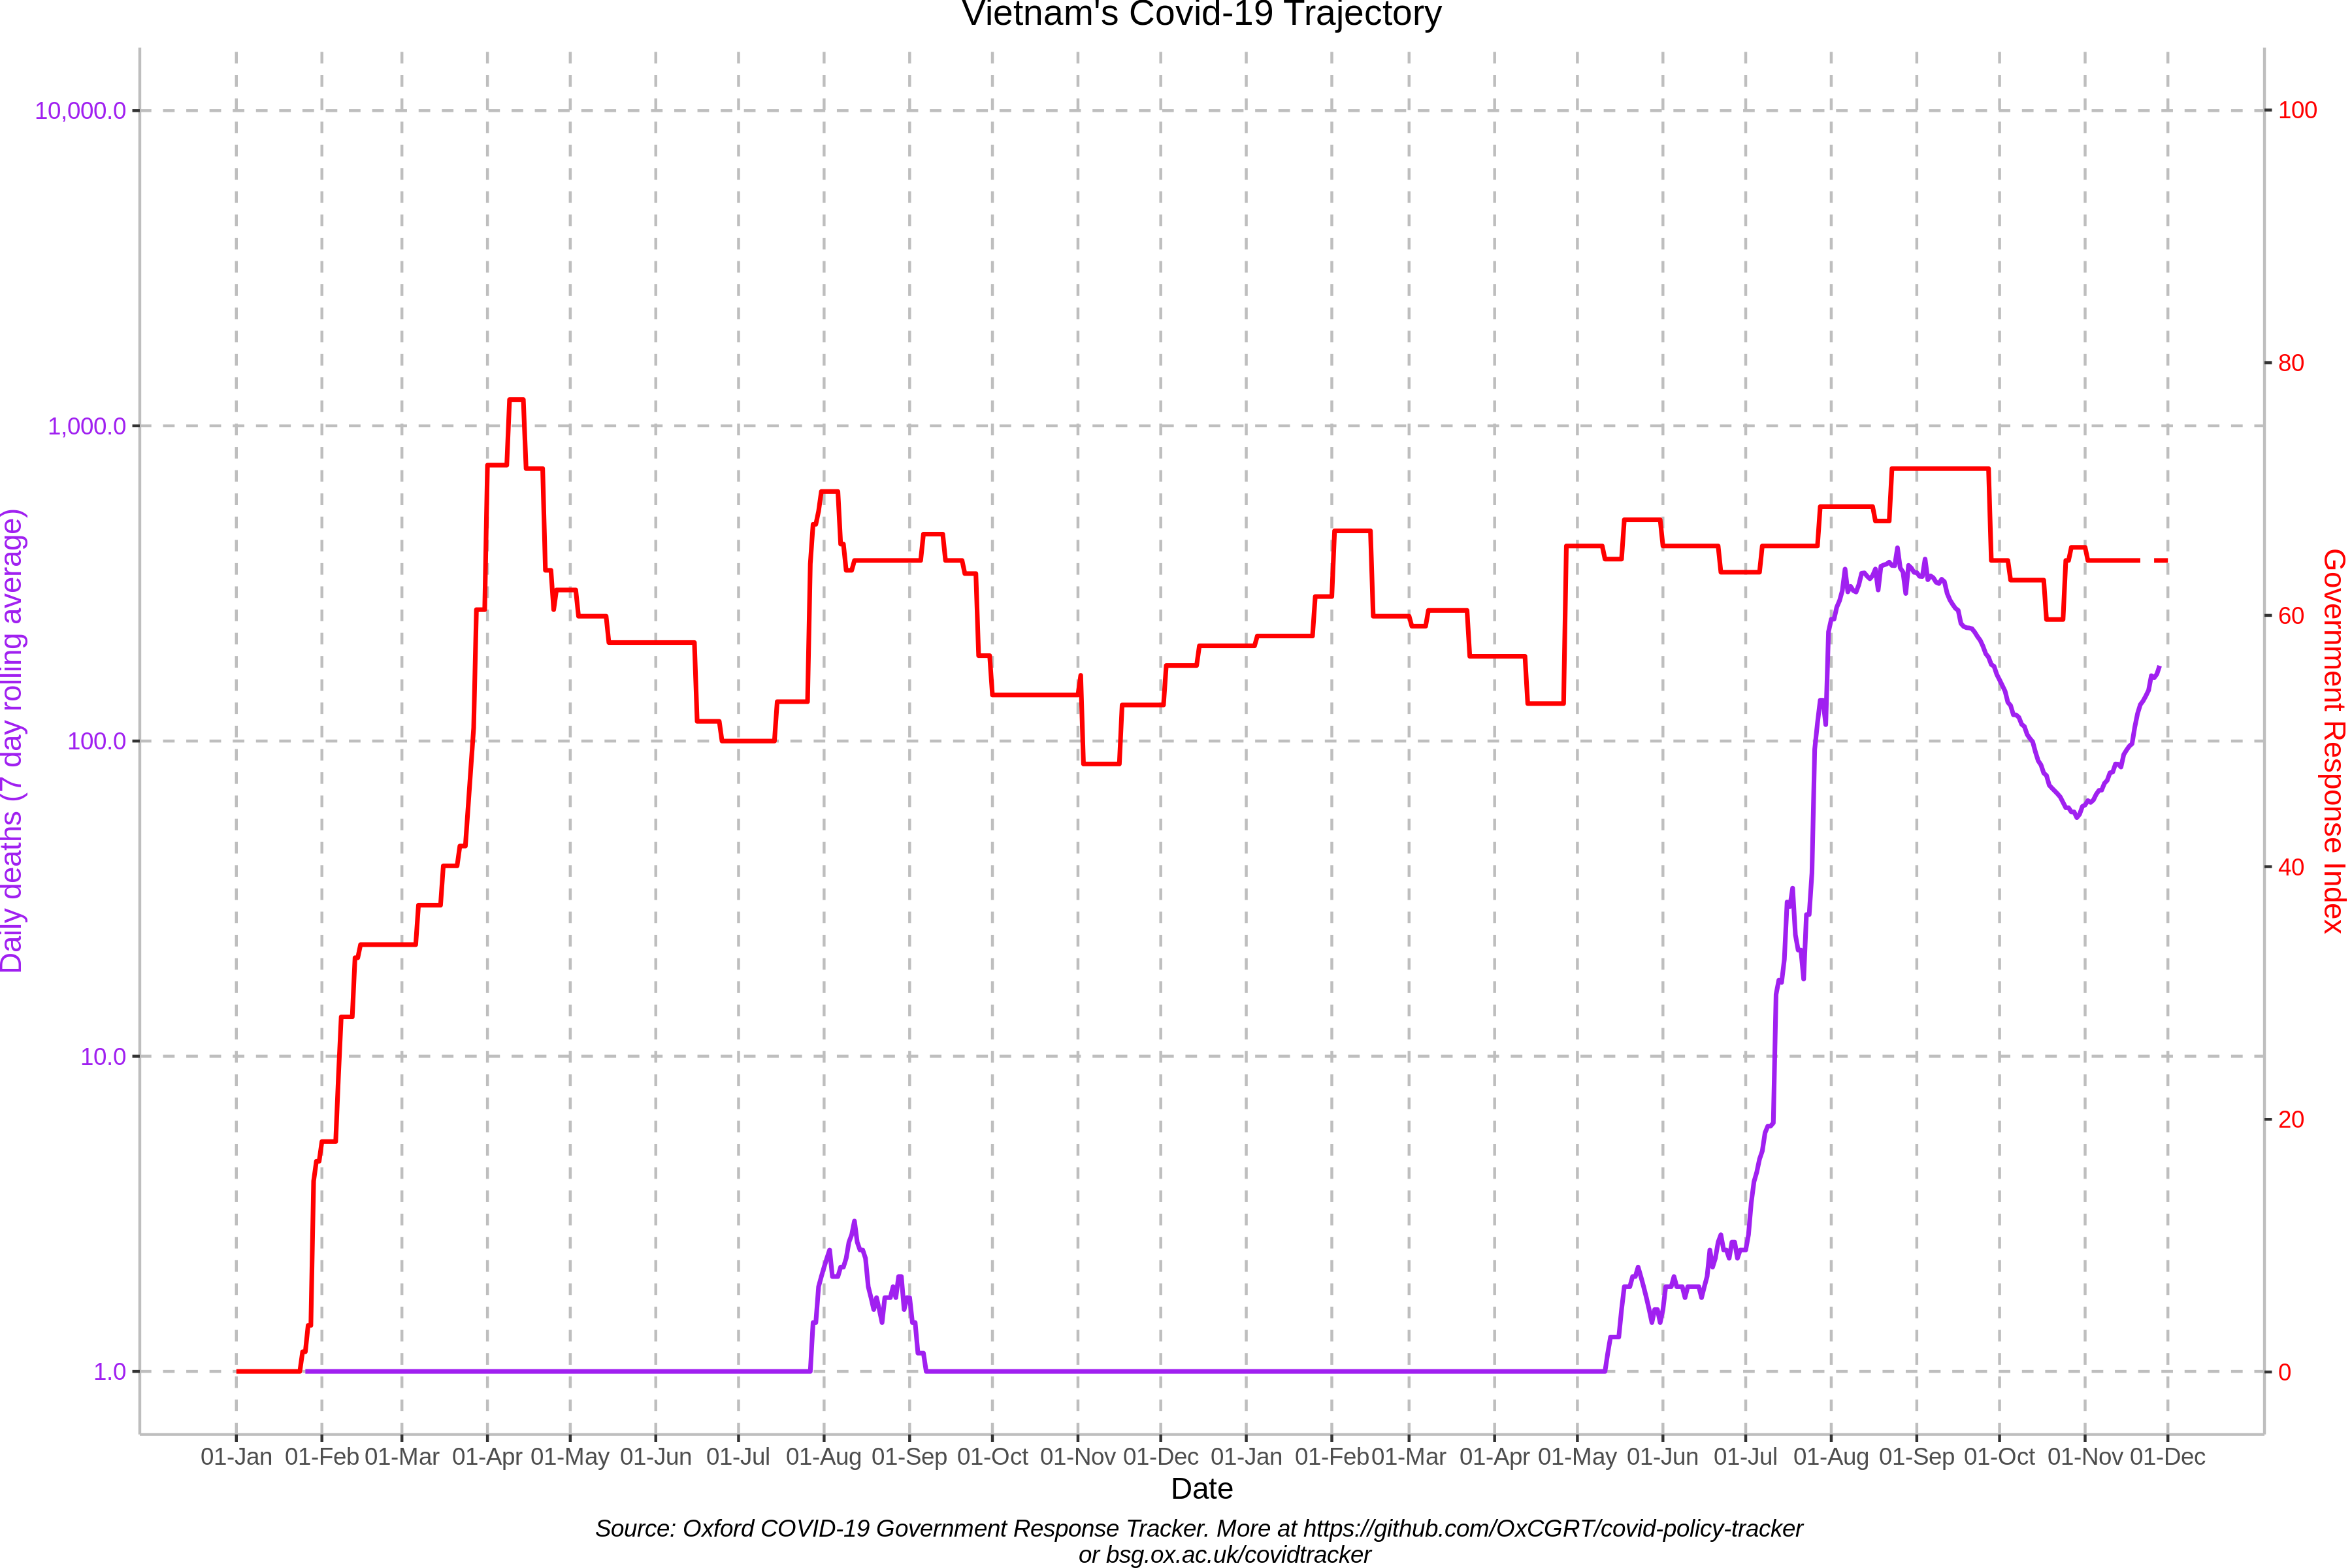 Vietnam's Covid-19 Trajectory
Daily deaths (7 day rolling average)
10,000.0
1,000.0
100.0
10.0
1.0
100
80
60
40
20
0
Government Response Index
01-Jan 01-Feb 01-Mar 01-Apr 01-May 01-Jun 01-Jul 01-Aug 01-Sep 01-Oct 01-Nov 01-Dec 01-Jan 01-Feb 01-Mar 01-Apr 01-May 01-Jun 01-Jul 01-Aug 01-Sep 01-Oct 01-Nov 01-Dec
Date
Source: Oxford COVID-19 Government Response Tracker. More at https://github.com/OxCGRT/covid-policy-tracker
or bsg.ox.ac.uk/covidtracker